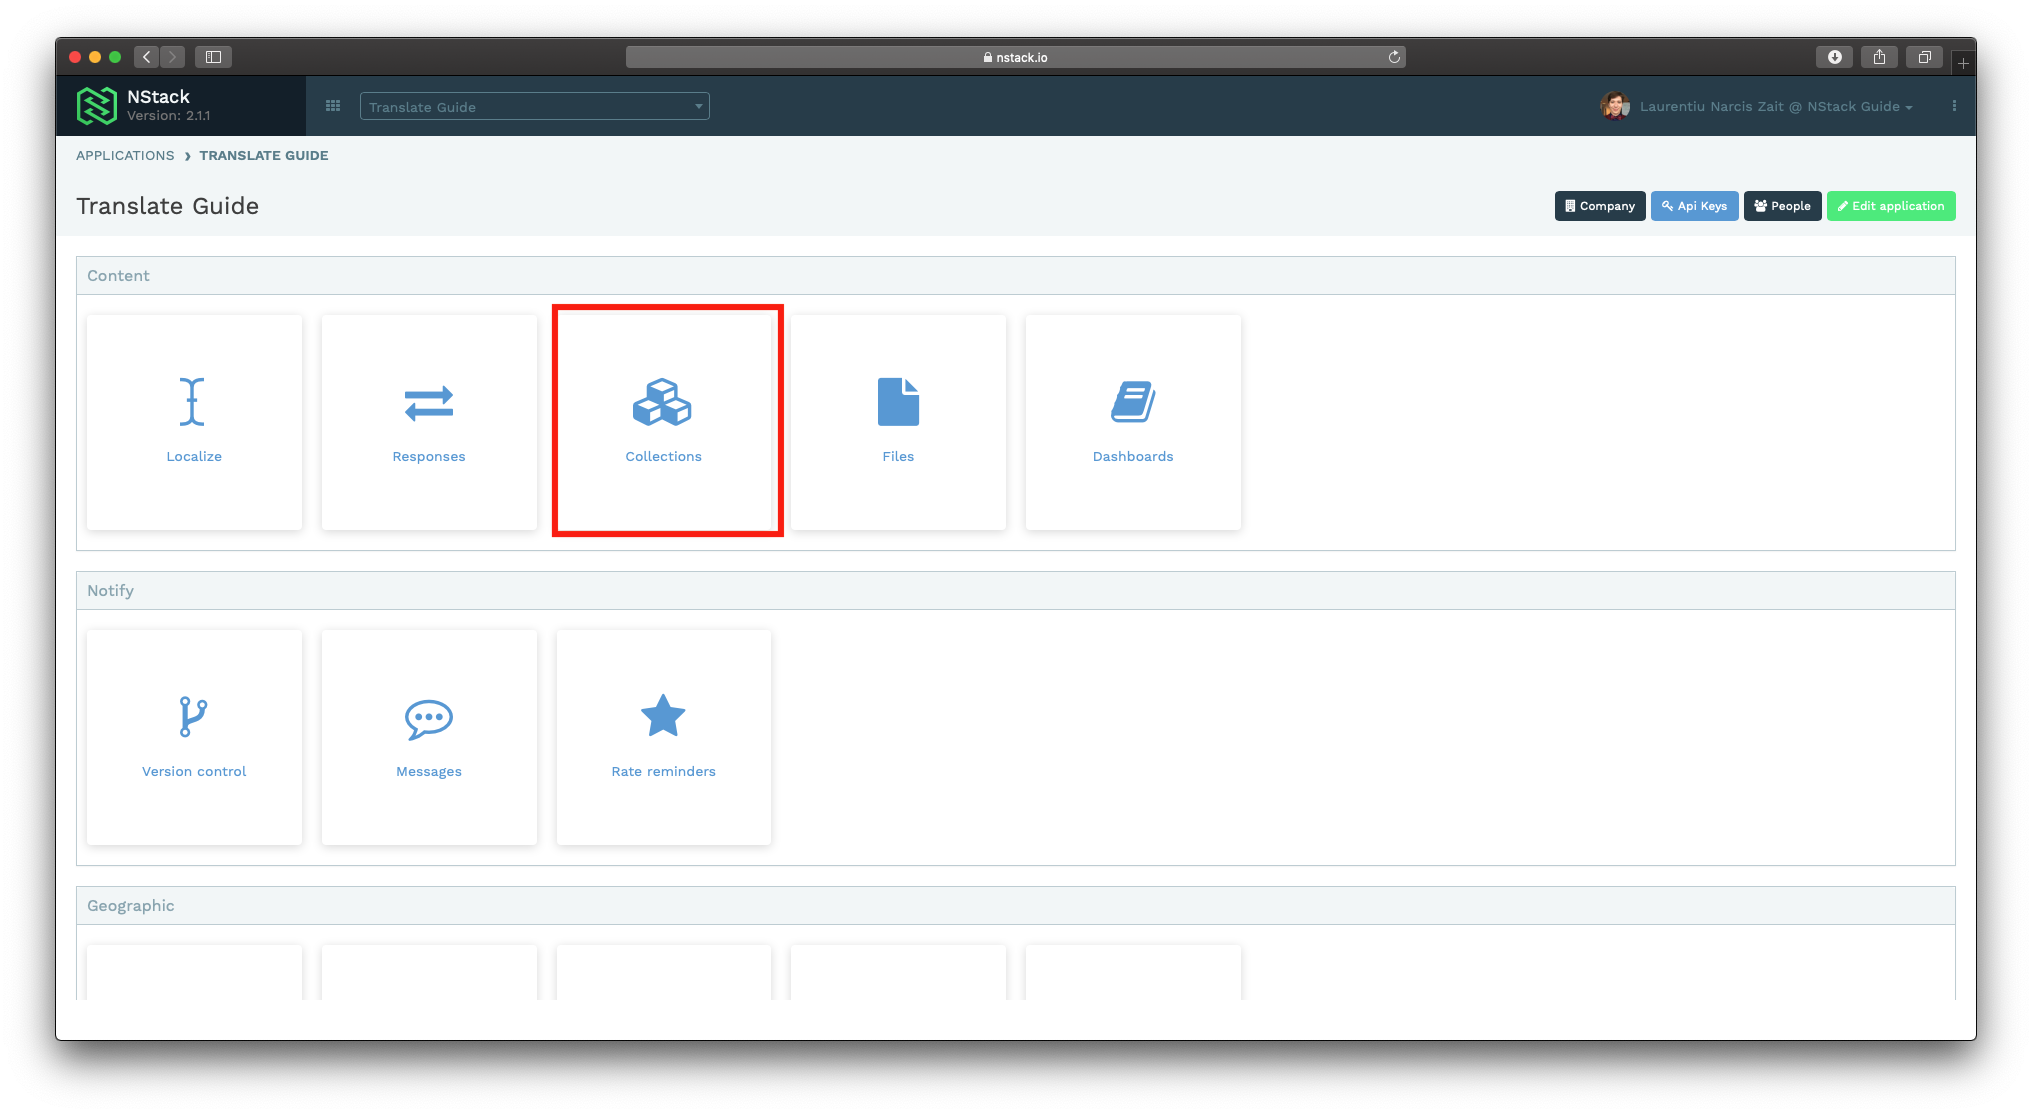 nstack.io
NStack
Version: 2.1.1
Translate Guide
Laurentiu Narcis Zait @ NStack Guide
APPLICATIONS › TRANSLATE GUIDE
Translate Guide
Company
Api Keys
People
Edit application
Content
Localize
Responses
Collections
Files
Dashboards
Notify
Version control
Messages
Rate reminders
Geographic